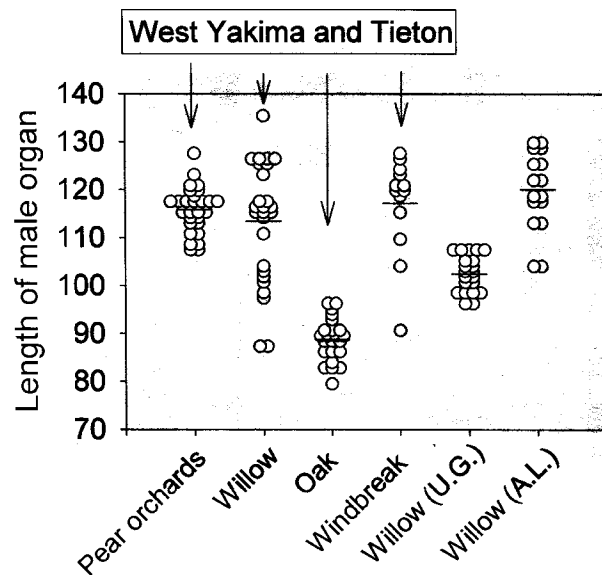 West Yakima and Tieton
Length of male organ
140
130
120
110
100
90
80
70
Pear orchards
Willow
Oak
Windbreak
Willow (U.G.)
Willow (A.L.)